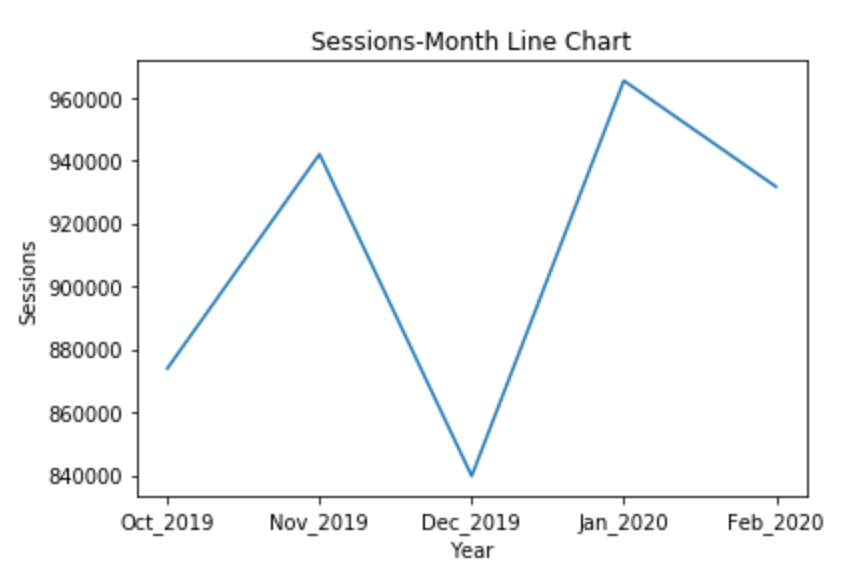 Sessions-Month Line Chart
960000
940000
920000
900000
880000
860000
840000
Sessions
Oct_2019 Nov_2019 Dec_2019 Jan_2020 Feb_2020
Year